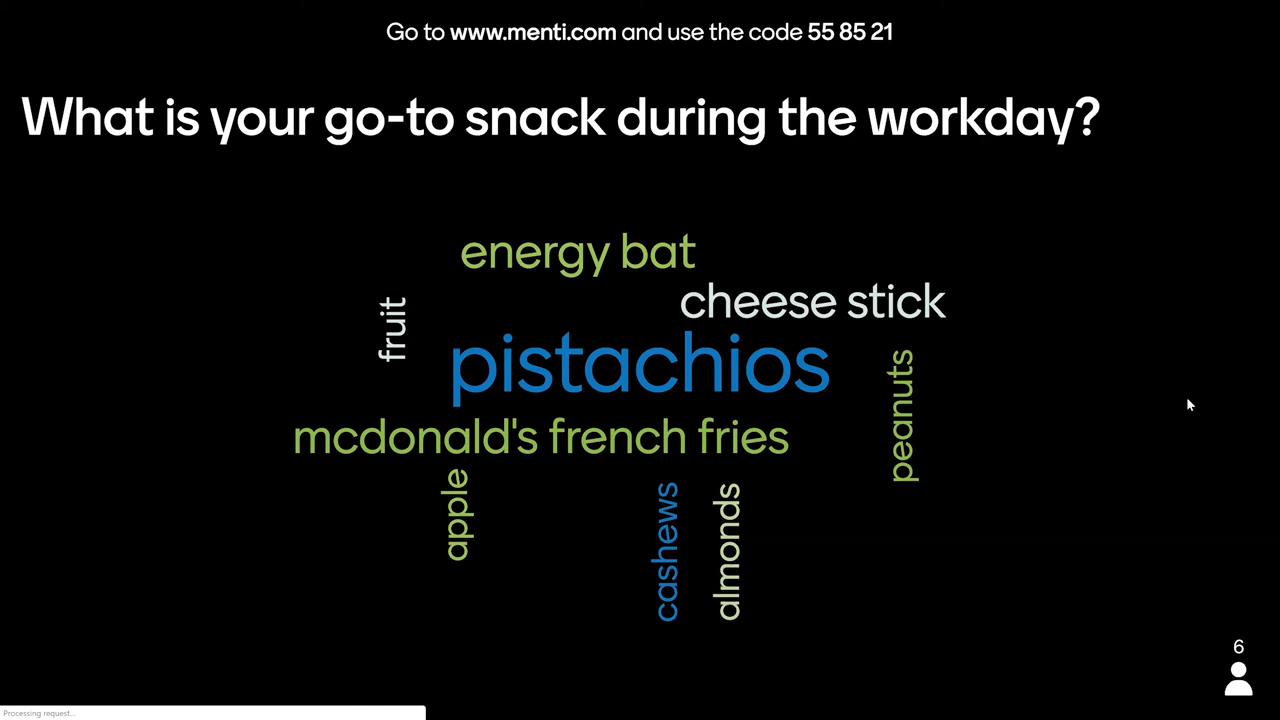 Go to www.menti.com and use the code 55 85 21
What is your go-to snack during the workday?
energy bat
cheese stick
fruit
pistachios
peanuts
mcdonald's french fries
apple
cashews
almonds
6
Processing request...